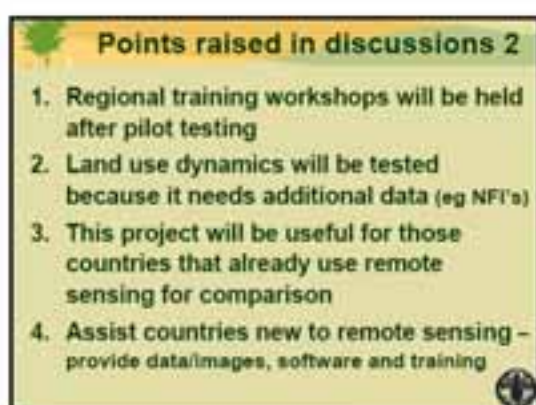 Points raised in discussions 2
1. Regional training workshops will be held
after pilot testing
2. Land use dynamics will be tested
because it needs additional data (eg NFI's)
3. This project will be useful for those
countries that already use remote
sensing for comparison
4. Assist countries new to remote sensing –
provide data/images, software and training